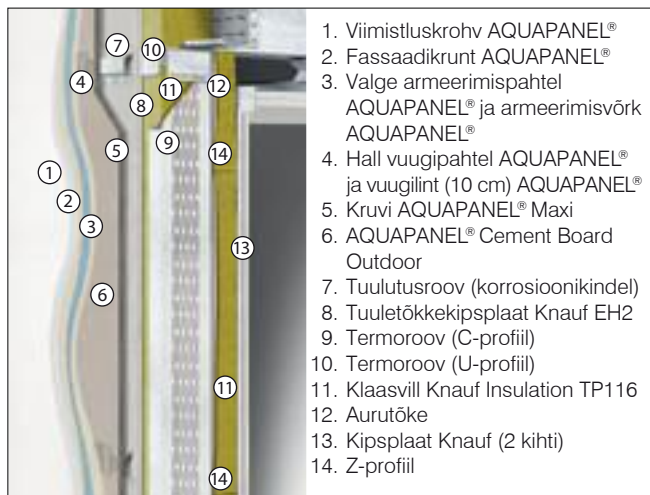 7
10
4
11
12
8
9
5
14
1
2
3
13
6
11
14
1. Viimistluskrohv AQUAPANEL®
2. Fassaadikrunt AQUAPANEL®
3. Valge armeerimispahtel
AQUAPANEL® ja armeerimisvõrk
AQUAPANEL®
4. Hall vuugipahtel AQUAPANEL®
ja vuugilint (10 cm) AQUAPANEL®
5. Kruvi AQUAPANEL® Maxi
6. AQUAPANEL® Cement Board
Outdoor
7. Tuulutusroov (korrosioonikindel)
8. Tuuletõkkekipsplaat Knauf EH2
9. Termoroov (C-profiil)
10. Termoroov (U-profiil)
11. Klaasvill Knauf Insulation TP116
12. Aurutõke
13. Kipsplaat Knauf (2 kihti)
14. Z-profiil